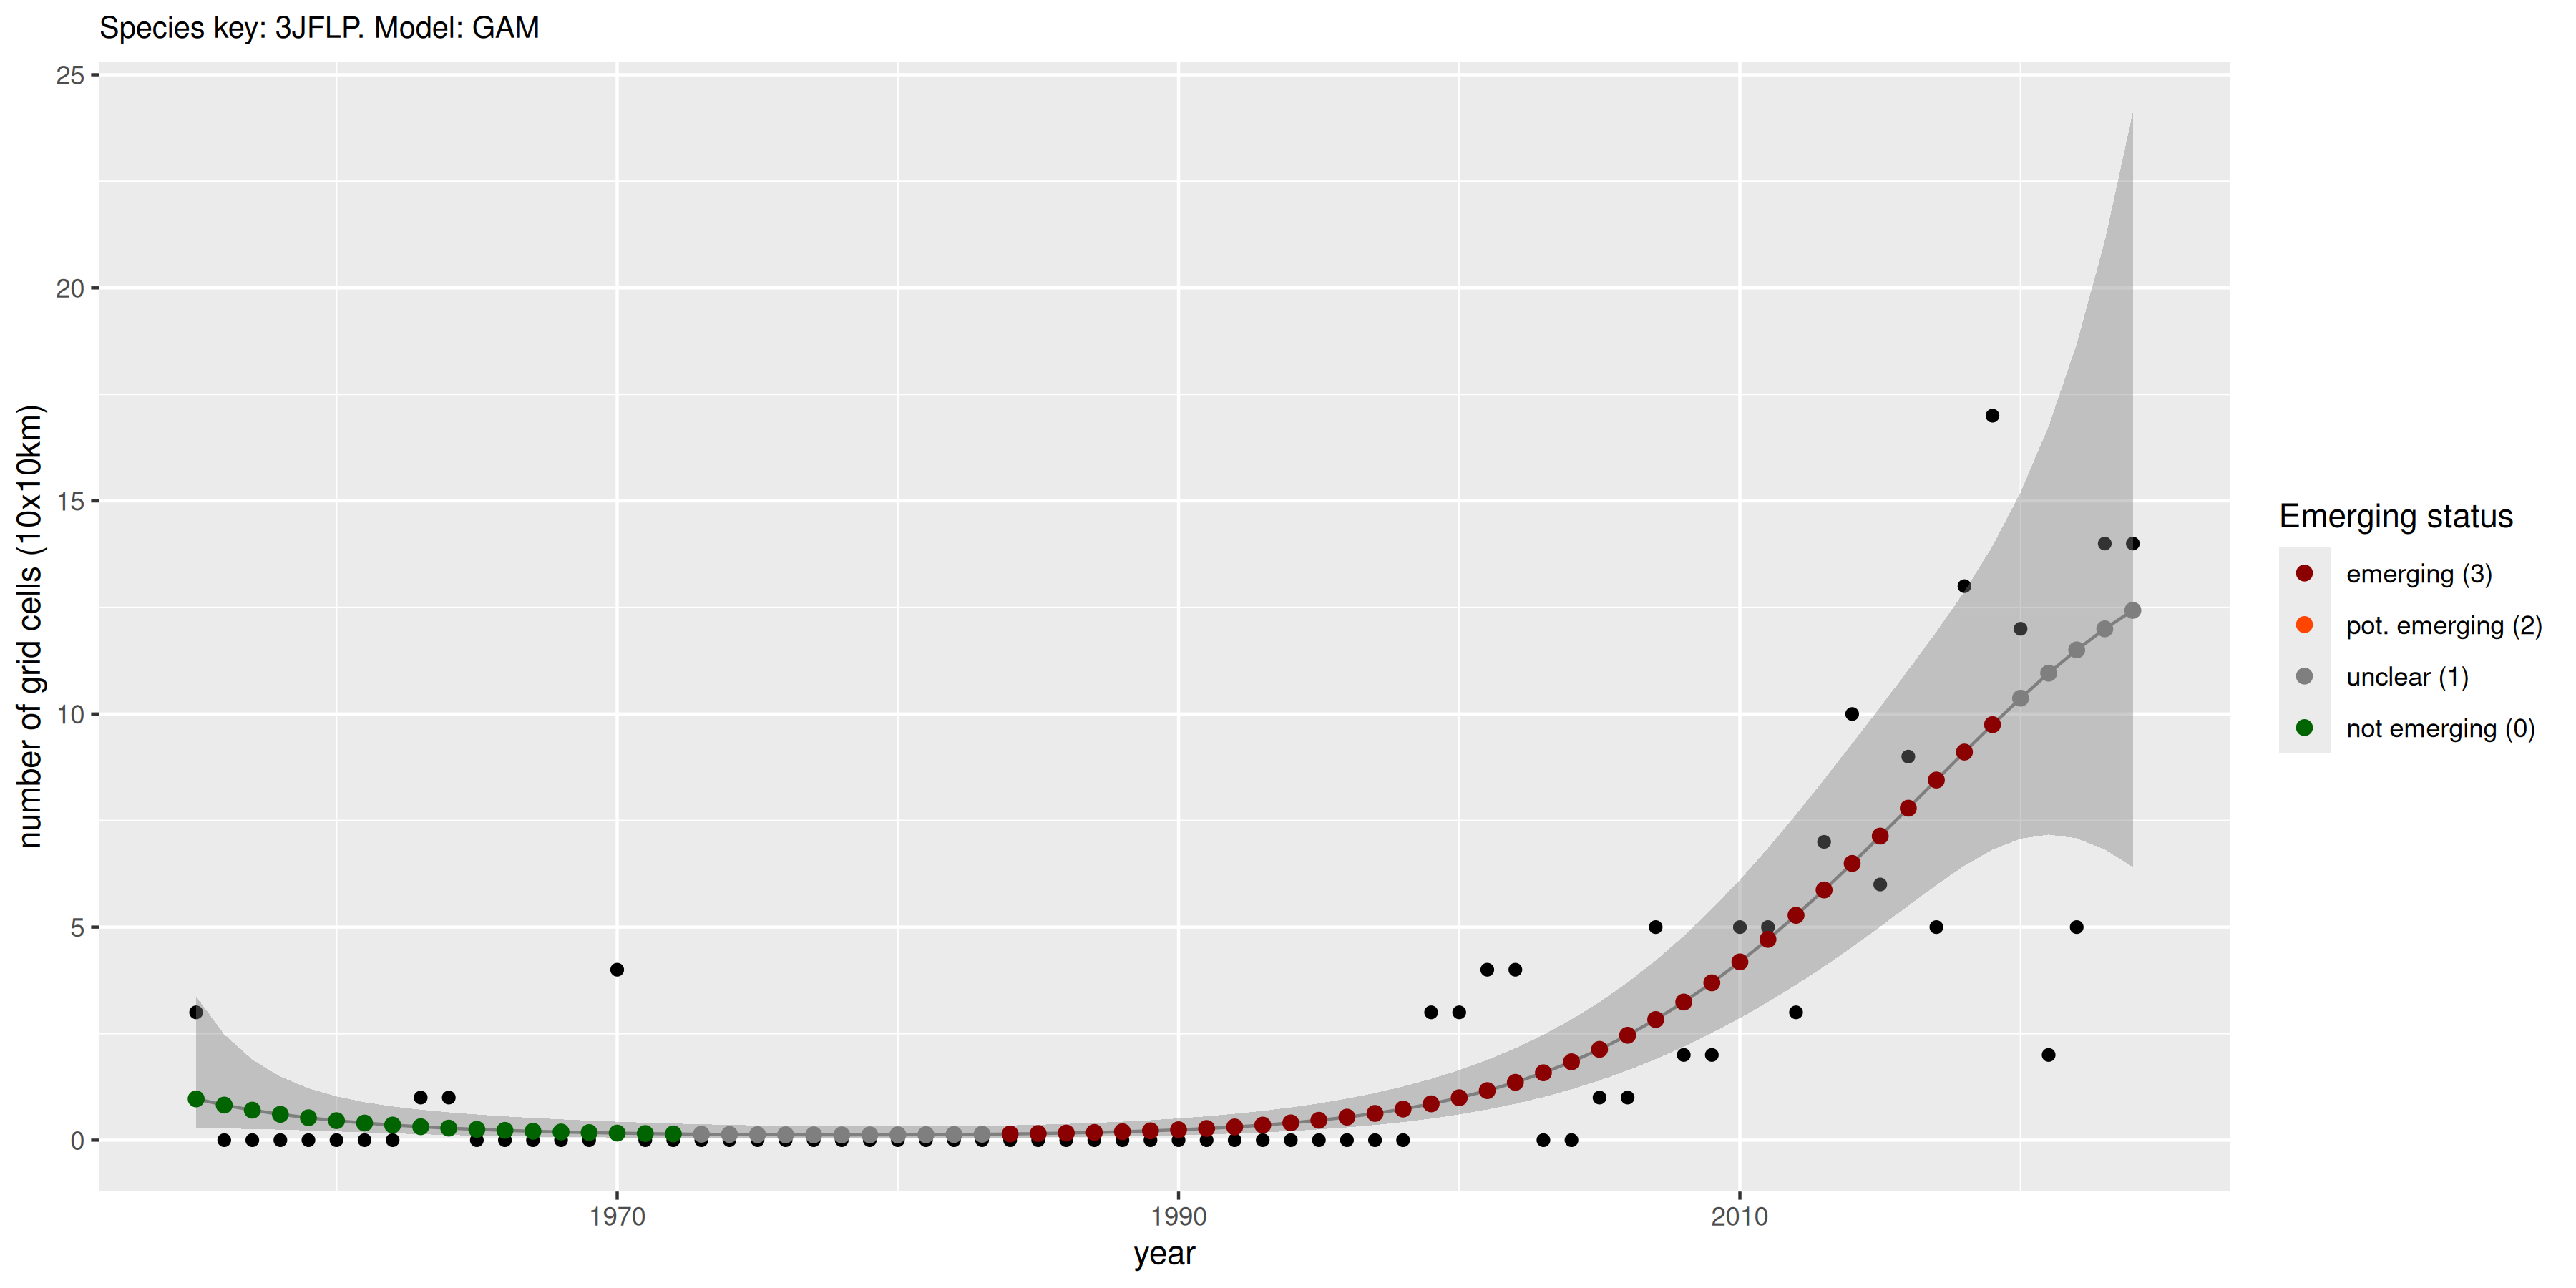 Species key: 3JFLP. Model: GAM
25
20
15
10
5
0
number of grid cells (10x10km)
1970
1990
2010
year
Emerging status
emerging (3)
pot. emerging (2)
unclear (1)
not emerging (0)